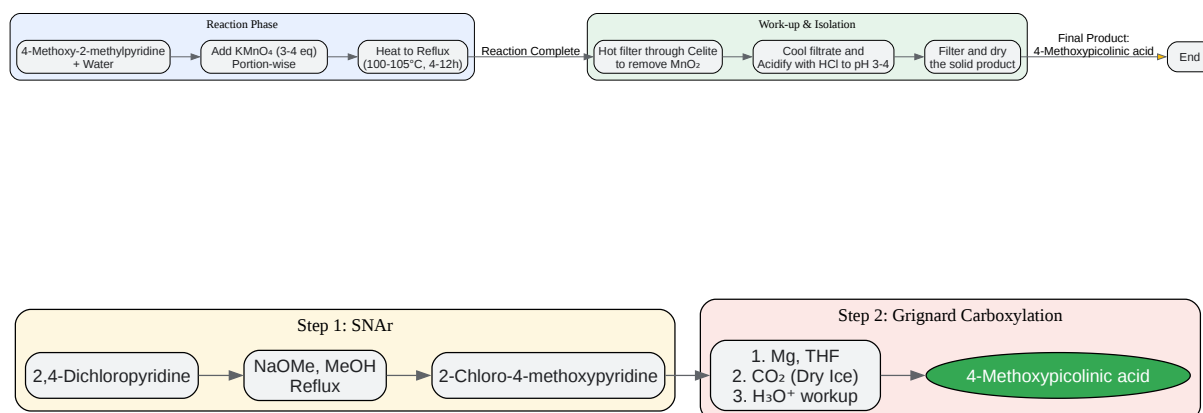 Reaction Phase
4-Methoxy-2-methylpyridine
+ Water
Add KMnO₄ (3-4 eq)
Portion-wise
Heat to Reflux
(100-105°C, 4-12h)
Reaction Complete
Work-up & Isolation
Hot filter through Celite
to remove MnO₂
Cool filtrate and
Acidify with HCl to pH 3-4
Filter and dry
the solid product
Final Product:
4-Methoxypicolinic acid
End
Step 1: SNAr
2,4-Dichloropyridine
NaOMe, MeOH
Reflux
2-Chloro-4-methoxypyridine
Step 2: Grignard Carboxylation
1. Mg, THF
2. CO₂ (Dry Ice)
3. H₃O⁺ workup
4-Methoxypicolinic acid